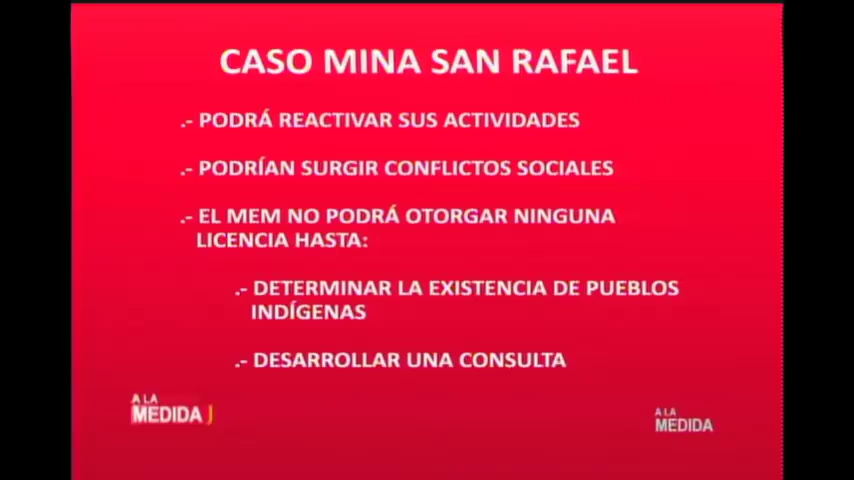 CASO MINA SAN RAFAEL
.- PODRÁ REACTIVAR SUS ACTIVIDADES
.- PODRÍAN SURGIR CONFLICTOS SOCIALES
.- EL MEM NO PODRÁ OTORGAR NINGUNA
LICENCIA HASTA:
.- DETERMINAR LA EXISTENCIA DE PUEBLOS
INDÍGENAS
.- DESARROLLAR UNA CONSULTA
A LA
MEDIDA J
A LA
MEDIDA